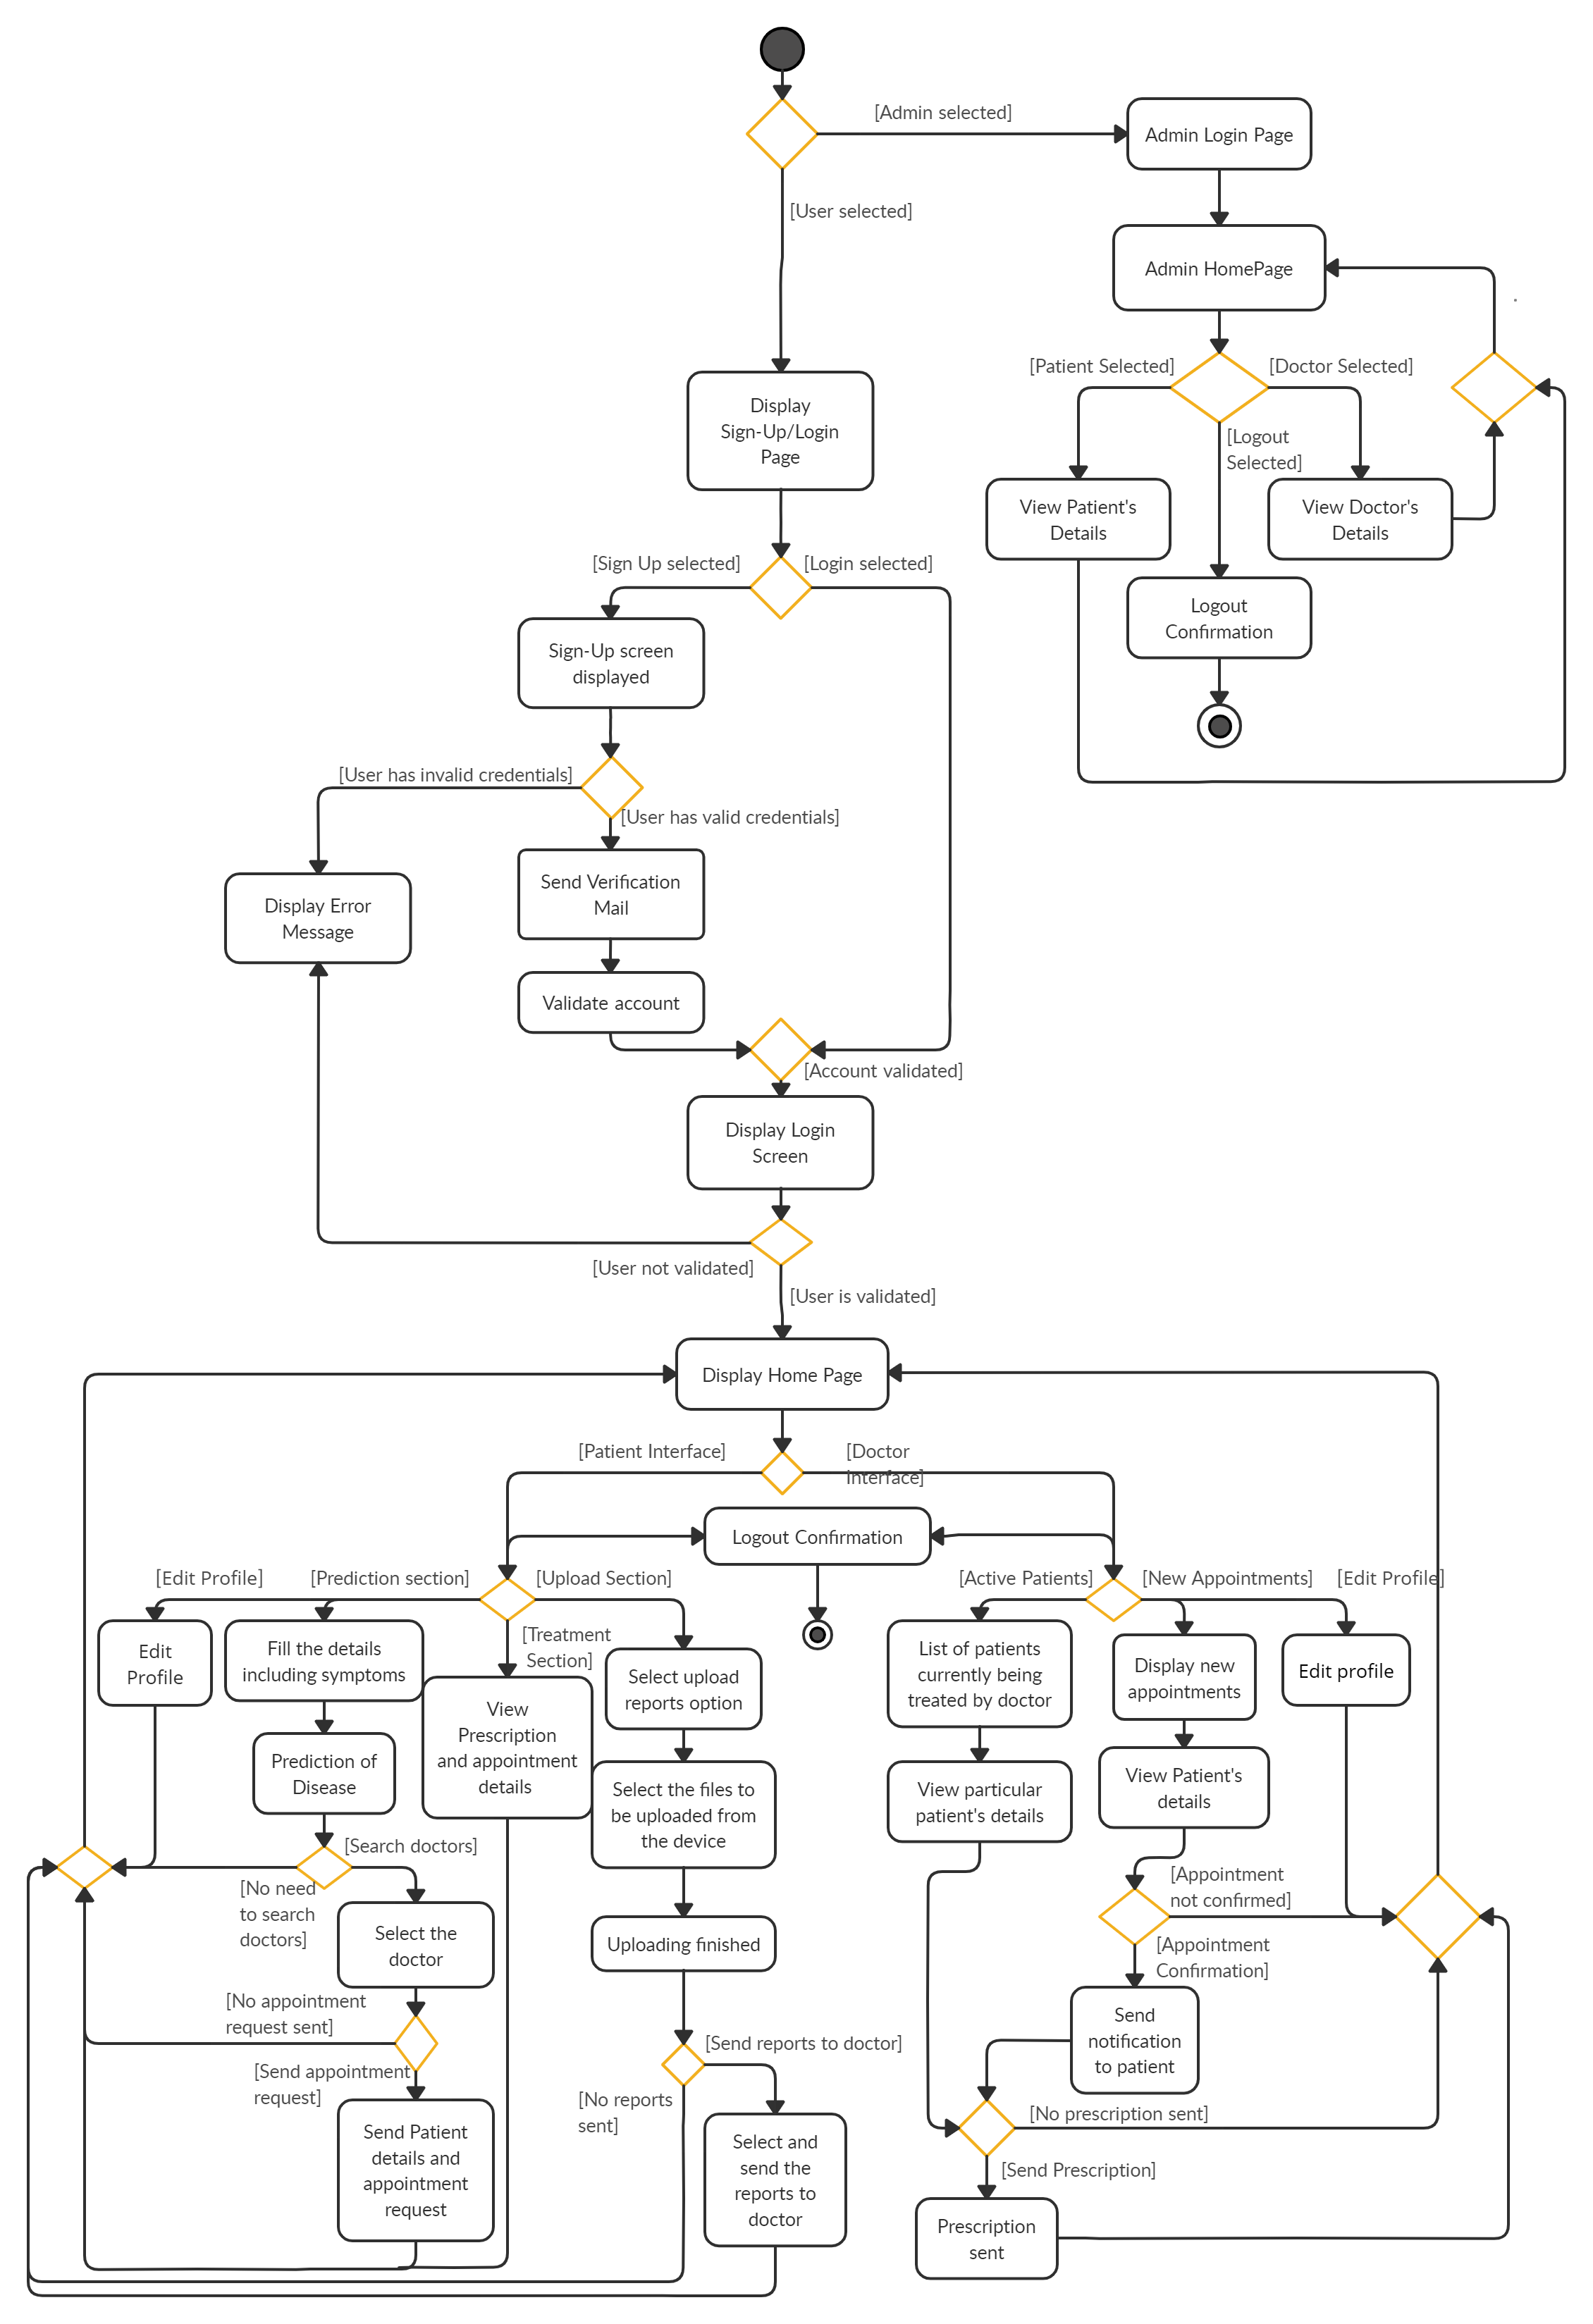 [Admin selected]
Admin Login Page
[User selected]
Admin HomePage
[Patient Selected]
[Doctor Selected]
Display
Sign-Up/Login
Page
[Logout
Selected]
View Patient's
Details
View Doctor's
Details
[Sign Up selected]
[Login selected]
Logout
Confirmation
Sign-Up screen
displayed
[User has invalid credentials]
[User has valid credentials]
Send Verification
Mail
Display Error
Message
Validate account
[Account validated]
Display Login
Screen
[User not validated]
[User is validated]
Display Home Page
[Patient Interface]
[Doctor
Interface]
Logout Confirmation
[Edit Profile]
[Prediction section]
[Upload Section]
[Active Patients]
[New Appointments]
[Edit Profile]
Edit
Profile
Fill the details
including symptoms
[Treatment
Section]
Select upload
reports option
List of patients
currently being
treated by doctor
Display new
appointments
Edit profile
View
Prescription
and appointment
details
Prediction of
Disease
Select the files to
be uploaded from
the device
View particular
patient's details
View Patient's
details
[Search doctors]
[No need
to search
doctors]
[Appointment
not confirmed]
Select the
doctor
Uploading finished
[Appointment
Confirmation]
[No appointment
request sent]
Send
notification
to patient
[Send reports to doctor]
[Send appointment
request]
[No reports
sent]
[No prescription sent]
Send Patient
details and
appointment
request
Select and
send the
reports to
doctor
[Send Prescription]
Prescription
sent